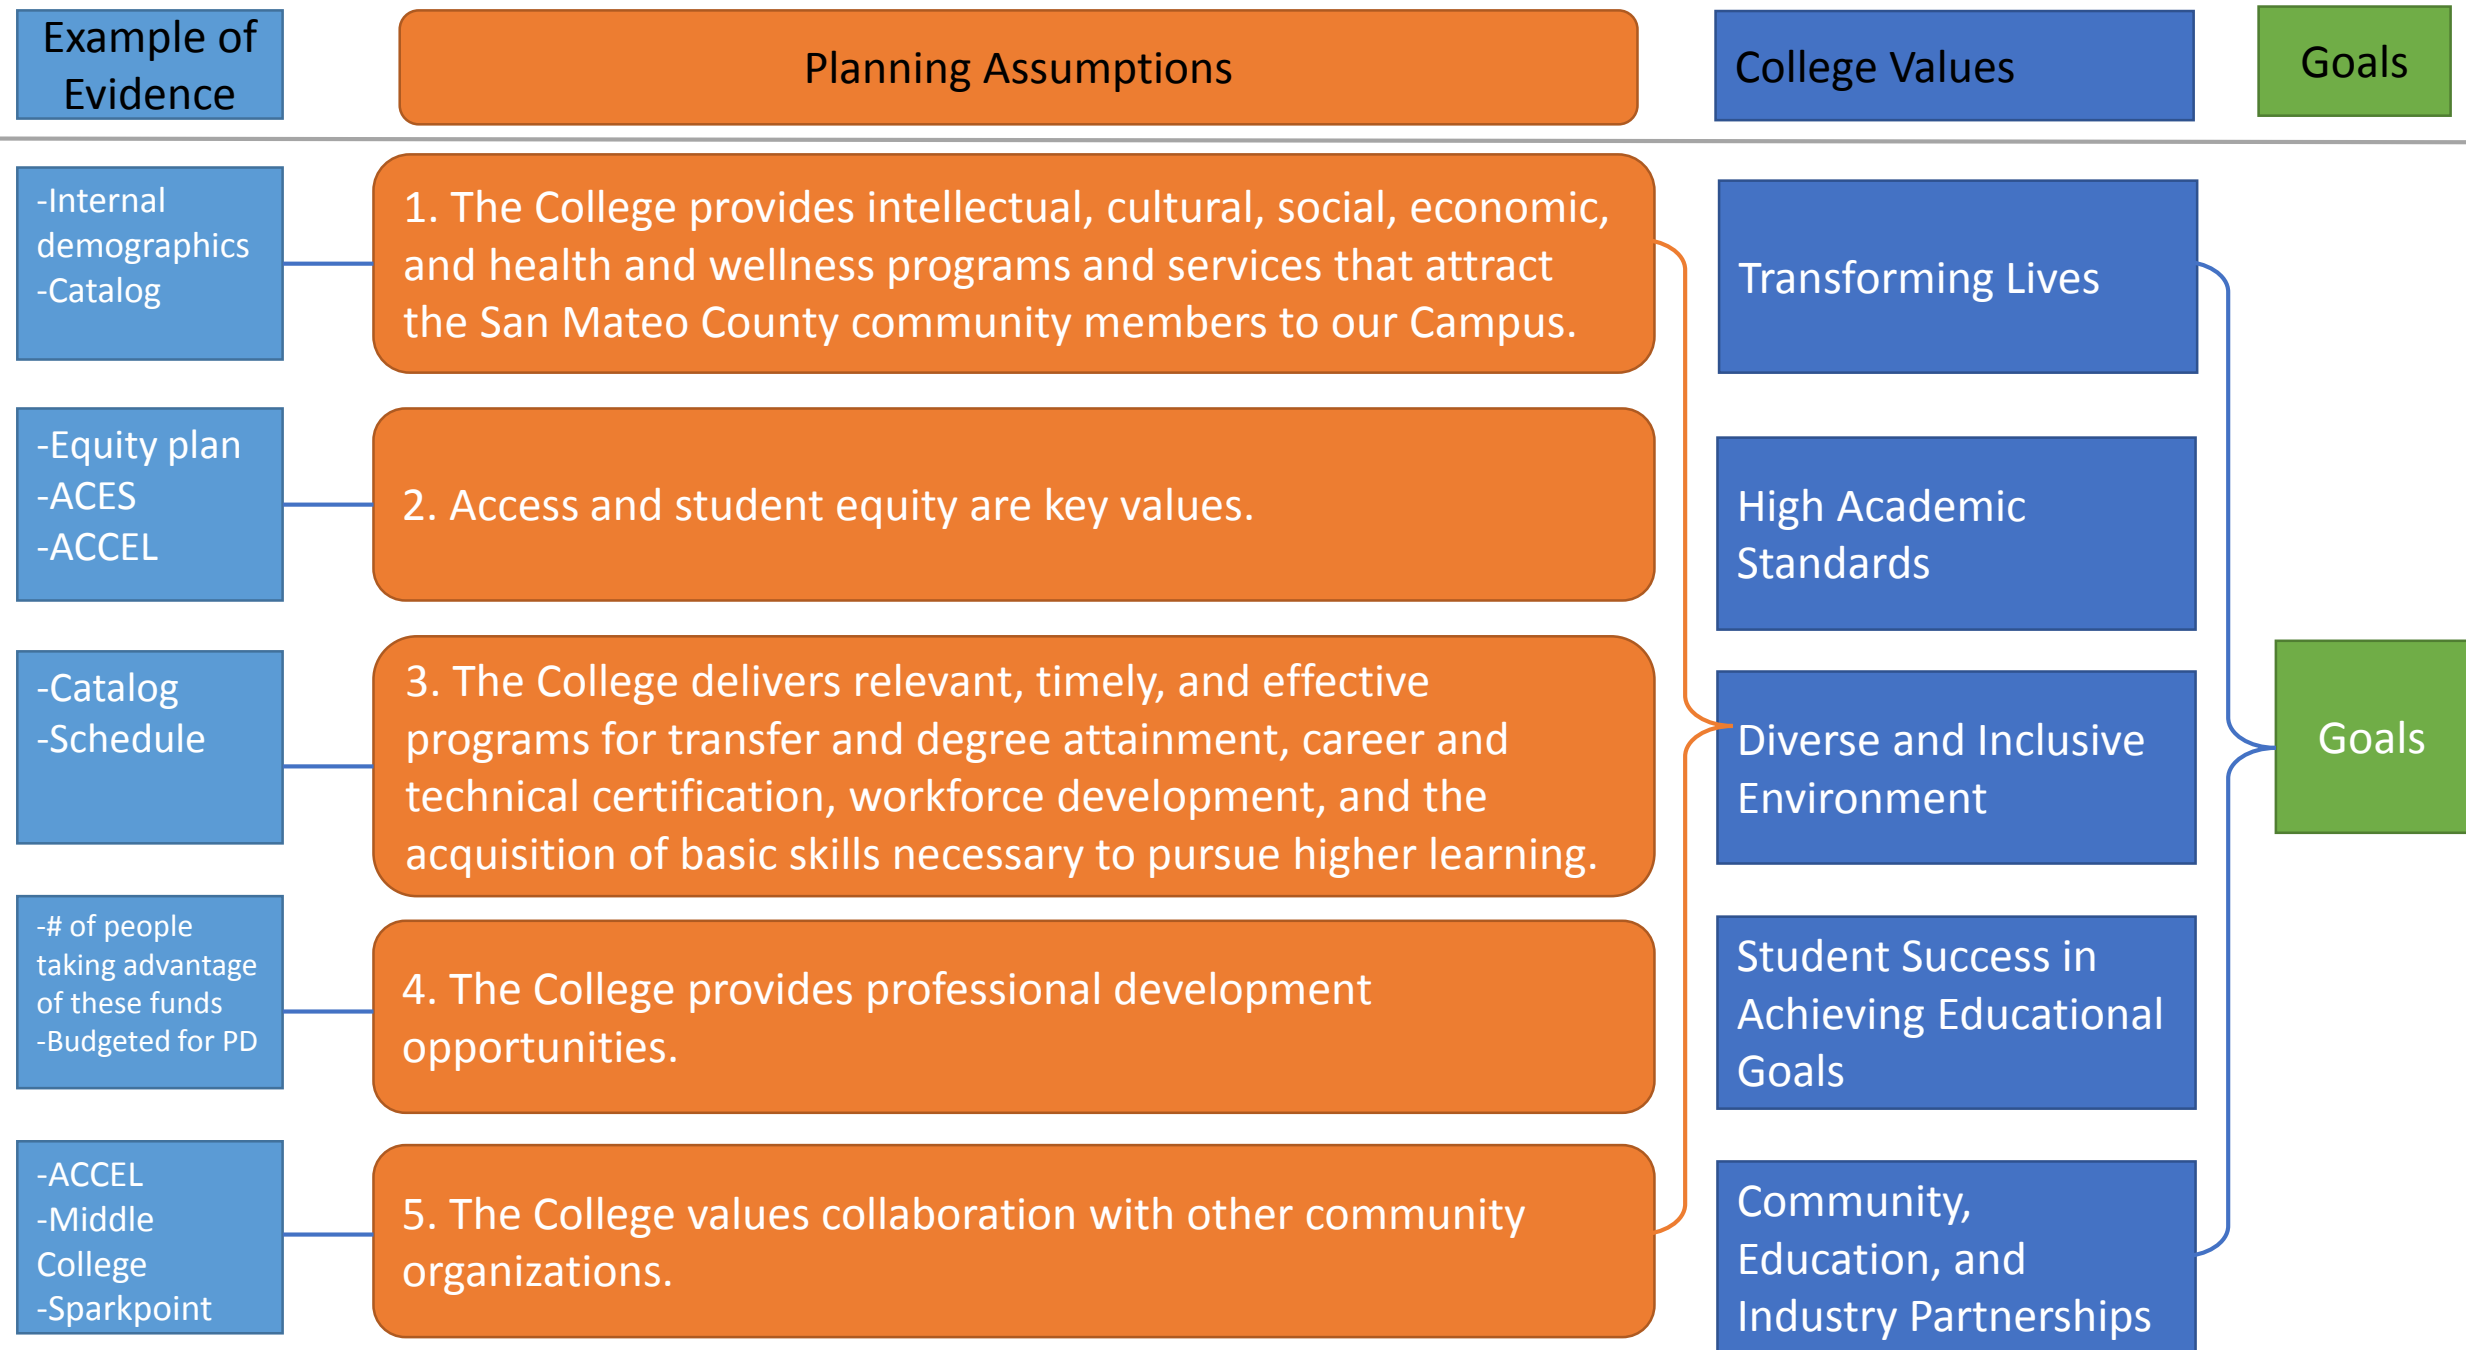 Example of
Evidence
Planning Assumptions
College Values
Goals
-Internal
demographics
-Catalog
1. The College provides intellectual, cultural, social, economic,
and health and wellness programs and services that attract
the San Mateo County community members to our Campus.
Transforming Lives
-Equity plan
-ACES
-ACCEL
2. Access and student equity are key values.
High Academic
Standards
-Catalog
-Schedule
3. The College delivers relevant, timely, and effective
programs for transfer and degree attainment, career and
technical certification, workforce development, and the
acquisition of basic skills necessary to pursue higher learning.
Diverse and Inclusive
Environment
Goals
-# of people
taking advantage
of these funds
-Budgeted for PD
4. The College provides professional development
opportunities.
Student Success in
Achieving Educational
Goals
-ACCEL
-Middle
College
-Sparkpoint
5. The College values collaboration with other community
organizations.
Community,
Education, and
Industry Partnerships